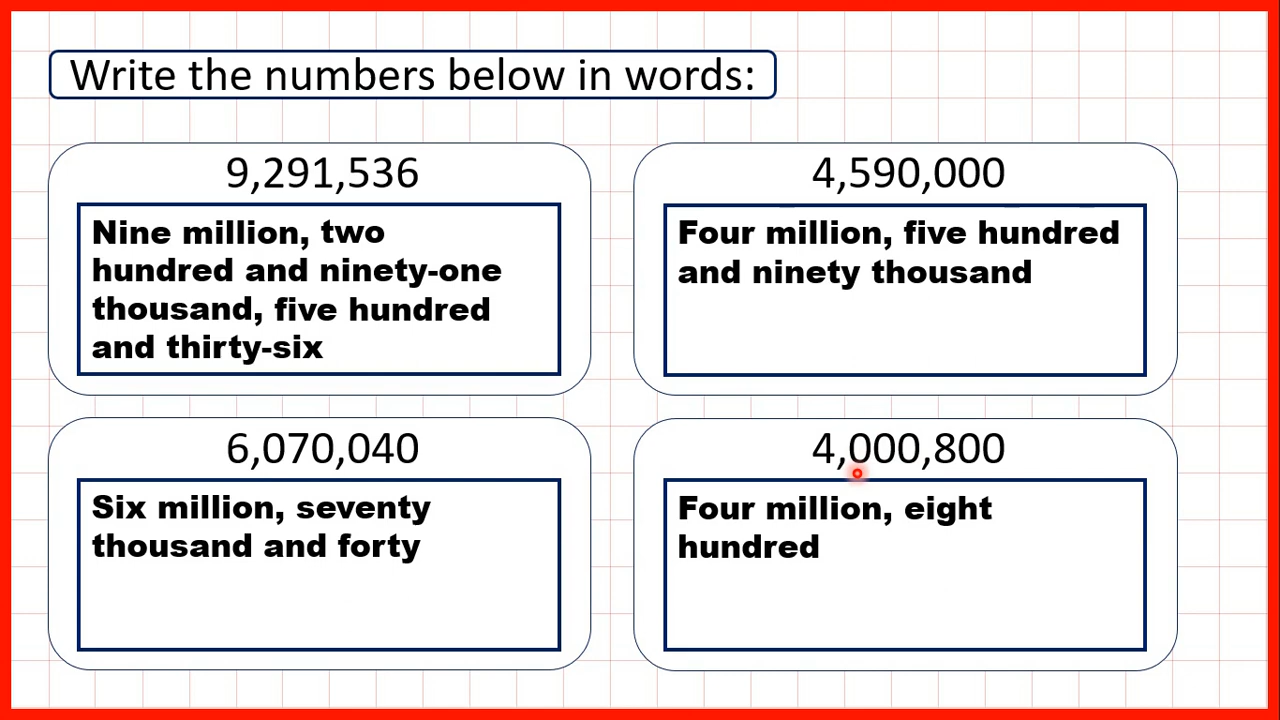 Write the numbers below in words:
9,291,536
Nine million, two
hundred and ninety-one
thousand, five hundred
and thirty-six
4,590,000
Four million, five hundred
and ninety thousand
6,070,040
Six million, seventy
thousand and forty
4,000,800
Four million, eight
hundred